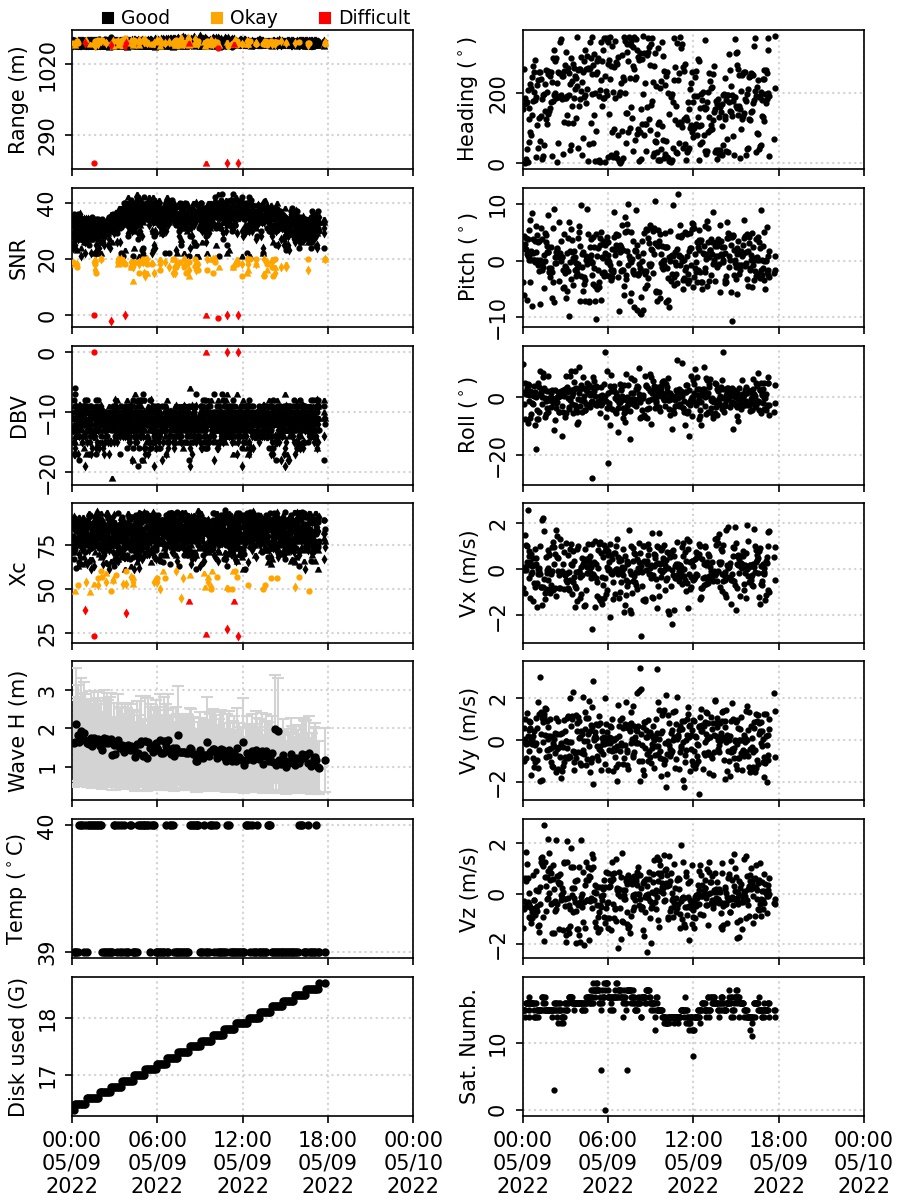 Good Okay Difficult
Range (m)
1020
290
Heading (°)
200
0
SNR
40
20
0
Pitch (°)
10
0
−10
DBV
0
−10
−20
Roll (°)
0
−20
Xc
75
50
25
Vx (m/s)
2
0
−2
Wave H (m)
3
2
1
Vy (m/s)
2
0
−2
Temp (°C)
40
39
Vz (m/s)
2
0
−2
Disk used (G)
18
17
Sat. Numb.
10
0
00:00 06:00 12:00 18:00 00:00
05/09 05/09 05/09 05/09 05/10
2022 2022 2022 2022 2022
00:00 06:00 12:00 18:00 00:00
05/09 05/09 05/09 05/09 05/10
2022 2022 2022 2022 2022